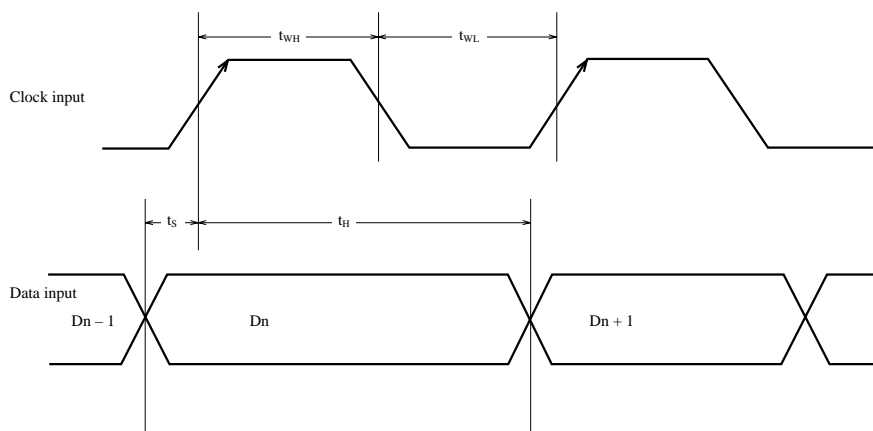 tWH
tWL
Clock input
tS
tH
Data input
Dn – 1
Dn
Dn + 1